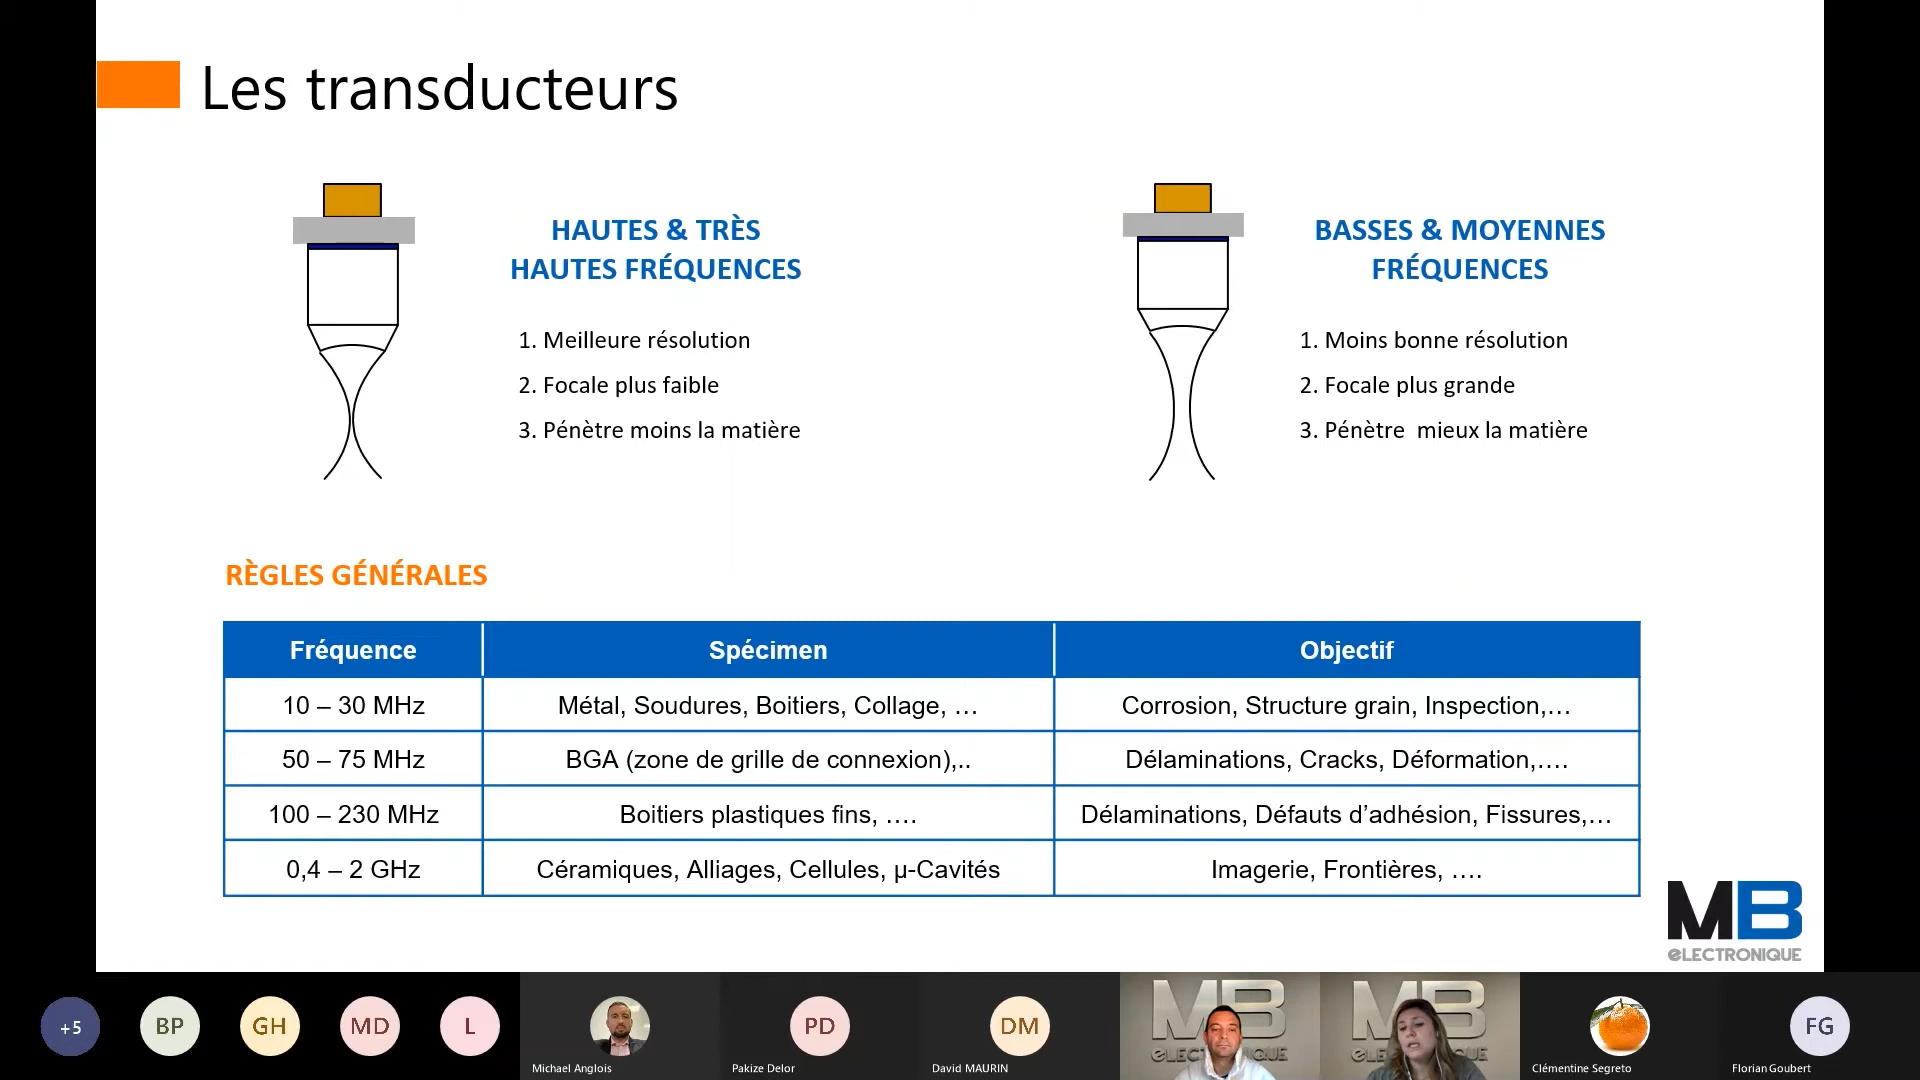 Les transducteurs
HAUTES & TRÈS
HAUTES FRÉQUENCES
1. Meilleure résolution
2. Focale plus faible
3. Pénètre moins la matière
BASSES & MOYENNES
FRÉQUENCES
1. Moins bonne résolution
2. Focale plus grande
3. Pénètre  mieux la matière
RÈGLES GÉNÉRALES
Fréquence Spécimen Objectif
10 – 30 MHz Métal, Soudures, Boitiers, Collage, … Corrosion, Structure grain, Inspection,…
50 – 75 MHz BGA (zone de grille de connexion),.. Délaminations, Cracks, Déformation,….
100 – 230 MHz Boitiers plastiques fins, …. Délaminations, Défauts d’adhésion, Fissures,…
0,4 – 2 GHz Céramiques, Alliages, Cellules, µ-Cavités Imagerie, Frontières, ….
MB
eLECTRONIQUE
+5 BP GH MD L PD DM MB MB FG
Michael Anglois Pakize Delor David MAURIN Clémentine Segreto Florian Goubert